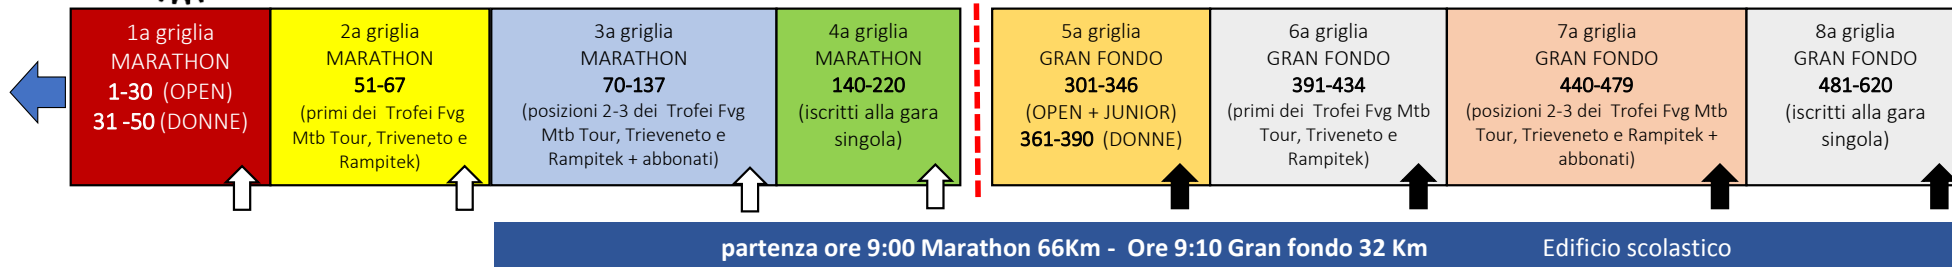 1a griglia
MARATHON
1-30 (OPEN)
31 -50 (DONNE)
2a griglia
MARATHON
51-67
(primi dei Trofei Fvg
Mtb Tour, Triveneto e
Rampitek)
3a griglia
MARATHON
70-137
(posizioni 2-3 dei Trofei Fvg
Mtb Tour, Trieveneto e
Rampitek + abbonati)
4a griglia
MARATHON
140-220
(iscritti alla gara
singola)
5a griglia
GRAN FONDO
301-346
(OPEN + JUNIOR)
361-390 (DONNE)
6a griglia
GRAN FONDO
391-434
(primi dei Trofei Fvg Mtb
Tour, Triveneto e
Rampitek)
7a griglia
GRAN FONDO
440-479
(posizioni 2-3 dei Trofei Fvg Mtb
Tour, Trieveneto e Rampitek +
abbonati)
8a griglia
GRAN FONDO
481-620
(iscritti alla gara
singola)
partenza ore 9:00 Marathon 66Km - Ore 9:10 Gran fondo 32 Km
Edificio scolastico